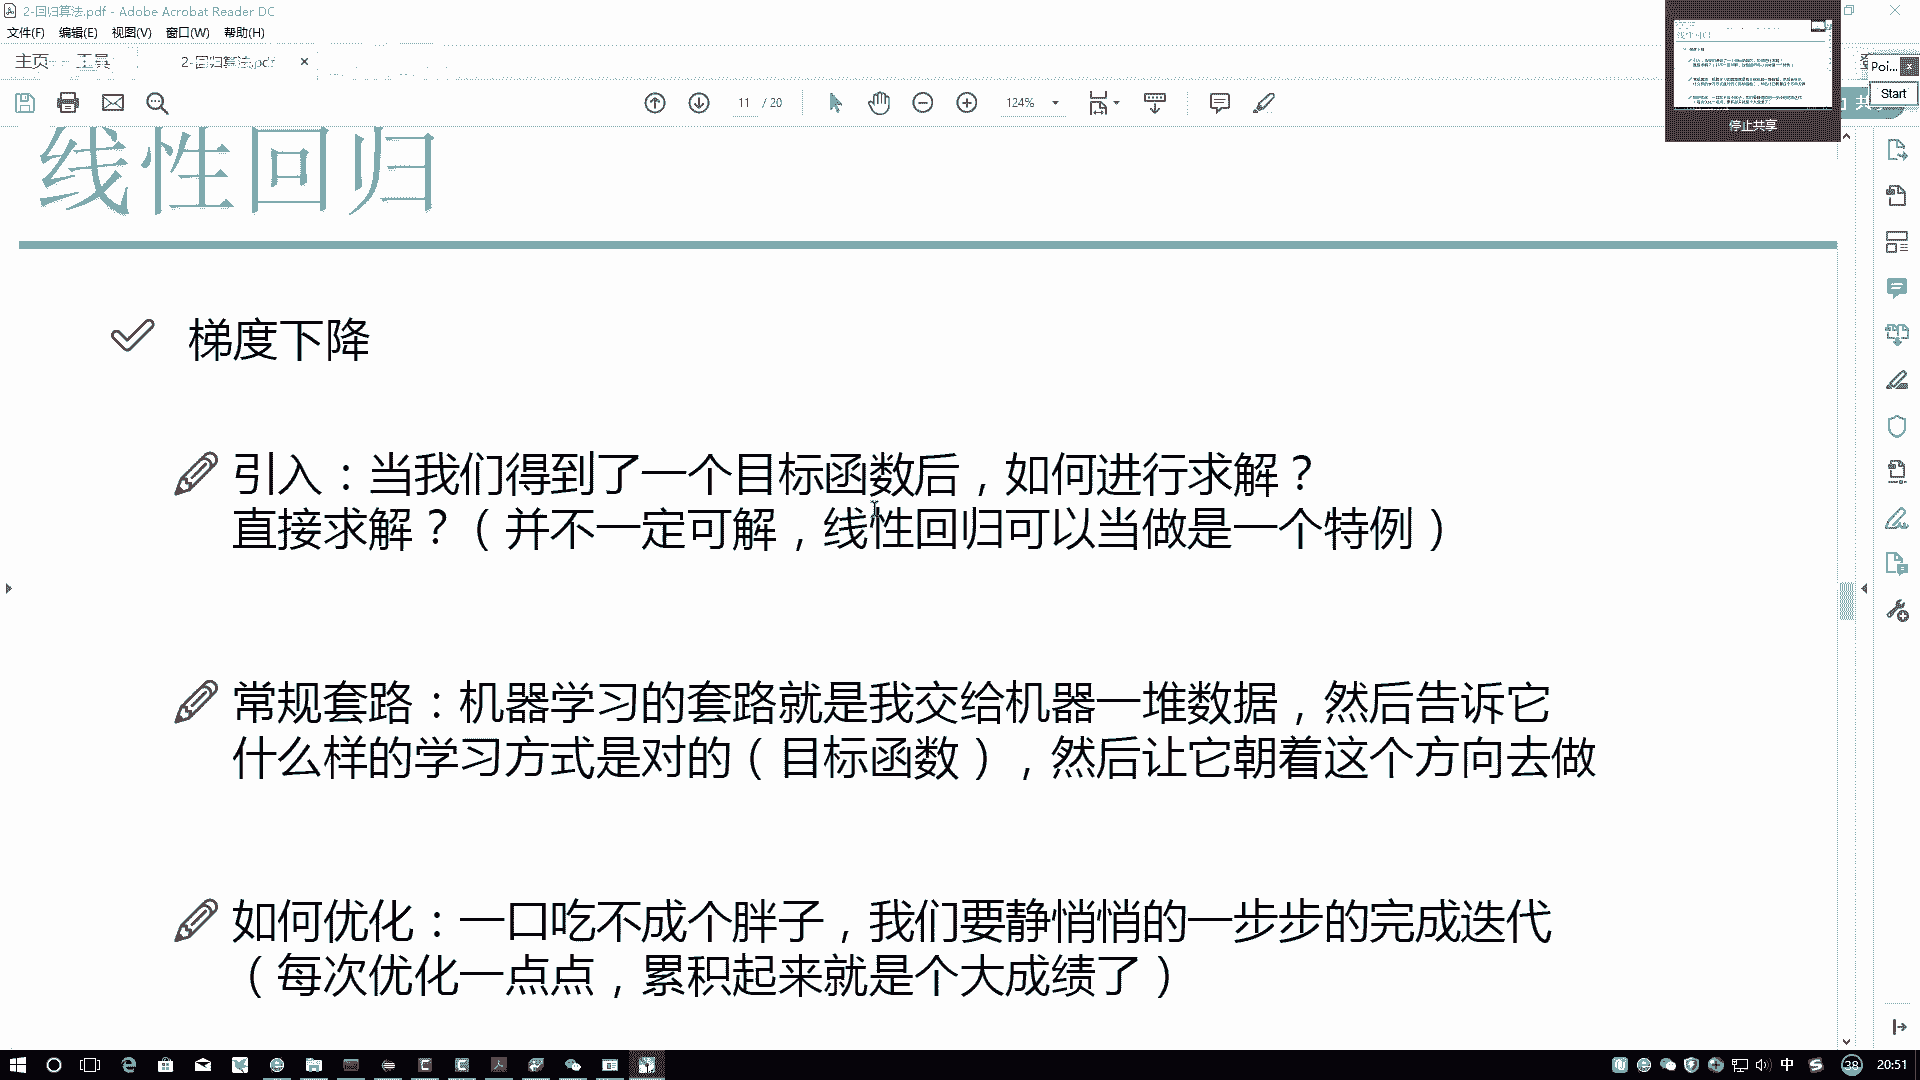 2-回归算法.pdf - Adobe Acrobat Reader DC
文件(F) 编辑(E) 视图(V) 窗口(W) 帮助(H)
主页 工具 2-回归算法.pdf ×
11 / 20 124%
Poi... x
Start
停止共享
线性回归
梯度下降
引入：当我们得到了一个目标函数后，如何进行求解？
直接求解？（并不一定可解，线性回归可以当做是一个特例）
常规套路：机器学习的套路就是我交给机器一堆数据，然后告诉它
什么样的学习方式是对的（目标函数），然后让它朝着这个方向去做
如何优化：一口吃不成个胖子，我们要静悄悄的一步步的完成迭代
（每次优化一点点，累积起来就是个大成绩了）
中 38 20:51